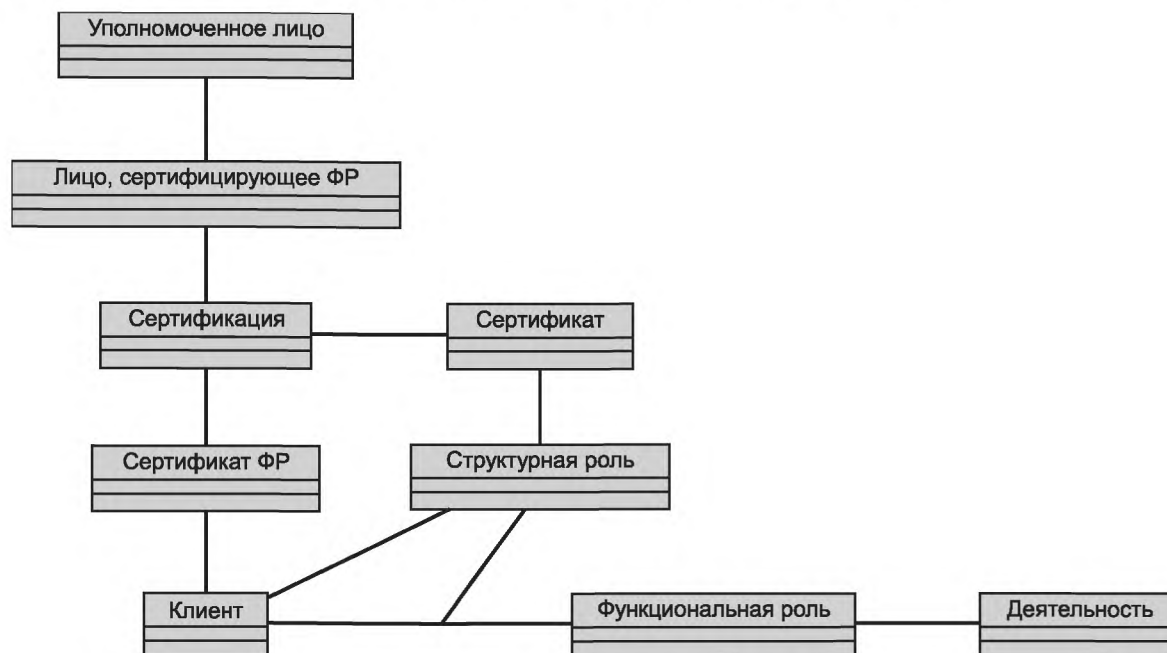 Уполномоченное лицо
Лицо, сертифицирующее ФР
Сертификация
Сертификат
Сертификат ФР
Структурная роль
Клиент
Функциональная роль
Деятельность